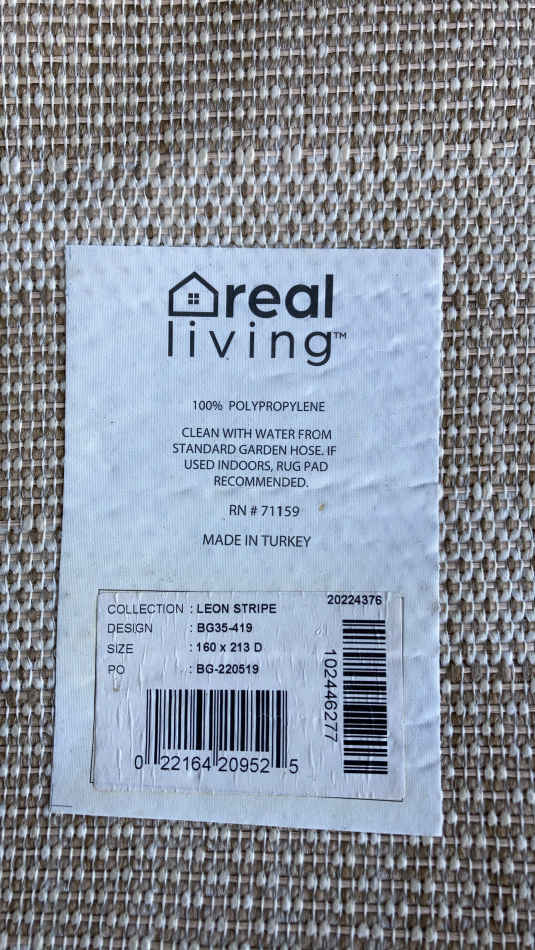 real
living™
100% POLYPROPYLENE
CLEAN WITH WATER FROM
STANDARD GARDEN HOSE. IF
USED INDOORS, RUG PAD
RECOMMENDED.
RN # 71159
MADE IN TURKEY
20224376
COLLECTION : LEON STRIPE
DESIGN : BG35-419
SIZE : 160 x 213 D
PO : BG-220519
102446277
0 22164 20952 5